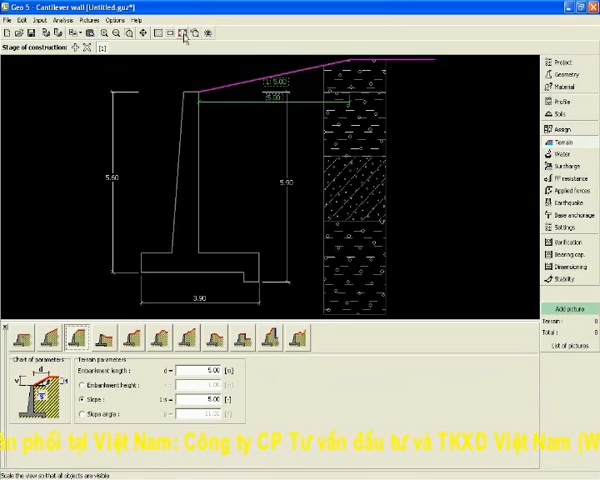 Geo 5 - Cantilever wall [Untitled.guz*]
File Edit Input Analysis Pictures Options Help
Stage of construction: [1]
Project
Geometry
Material
Profile
Soils
Assign
Terrain
Water
Surcharge
FF resistance
Applied forces
Earthquake
Base anchorage
Settings
Verification
Bearing cap.
Dimensioning
Stability
1:5.00
5.00
5.60
5.90
3.90
Add picture
Terrain : 0
Total : 0
List of pictures
Chart of parameters
Terrain parameters
Embankment length : d = 5.00 [m]
Embankment height : [m]
Slope : 1:s = 5.00 [-]
Slope angle : [°]
ân phối tại Việt Nam: Công ty CP Tư vấn đầu tư và TKXD Việt Nam (W
Scale the view so that all objects are visible